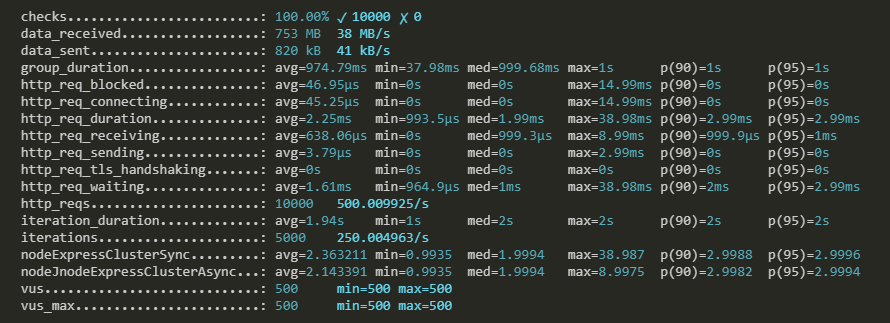 checks.........................: 100.00% ✓ 10000 ✗ 0
data_received..................: 753 MB 38 MB/s
data_sent......................: 820 kB 41 kB/s
group_duration.................: avg=974.79ms min=37.98ms med=999.68ms max=1s p(90)=1s p(95)=1s
http_req_blocked...............: avg=46.95µs min=0s med=0s max=14.99ms p(90)=0s p(95)=0s
http_req_connecting............: avg=45.25µs min=0s med=0s max=14.99ms p(90)=0s p(95)=0s
http_req_duration..............: avg=2.25ms min=993.5µs med=1.99ms max=38.98ms p(90)=2.99ms p(95)=2.99ms
http_req_receiving.............: avg=638.06µs min=0s med=999.3µs max=8.99ms p(90)=999.9µs p(95)=1ms
http_req_sending...............: avg=3.79µs min=0s med=0s max=2.99ms p(90)=0s p(95)=0s
http_req_tls_handshaking.......: avg=0s min=0s med=0s max=0s p(90)=0s p(95)=0s
http_req_waiting...............: avg=1.61ms min=964.9µs med=1ms max=38.98ms p(90)=2ms p(95)=2.99ms
http_reqs......................: 10000 500.009925/s
iteration_duration.............: avg=1.94s min=1s med=2s max=2s p(90)=2s p(95)=2s
iterations.....................: 5000 250.004963/s
nodeExpressClusterSync.........: avg=2.363211 min=0.9935 med=1.9994 max=38.987 p(90)=2.9988 p(95)=2.9996
nodeJnodeExpressClusterAsync...: avg=2.143391 min=0.9935 med=1.9994 max=8.9975 p(90)=2.9982 p(95)=2.9994
vus............................: 500 min=500 max=500
vus_max........................: 500 min=500 max=500